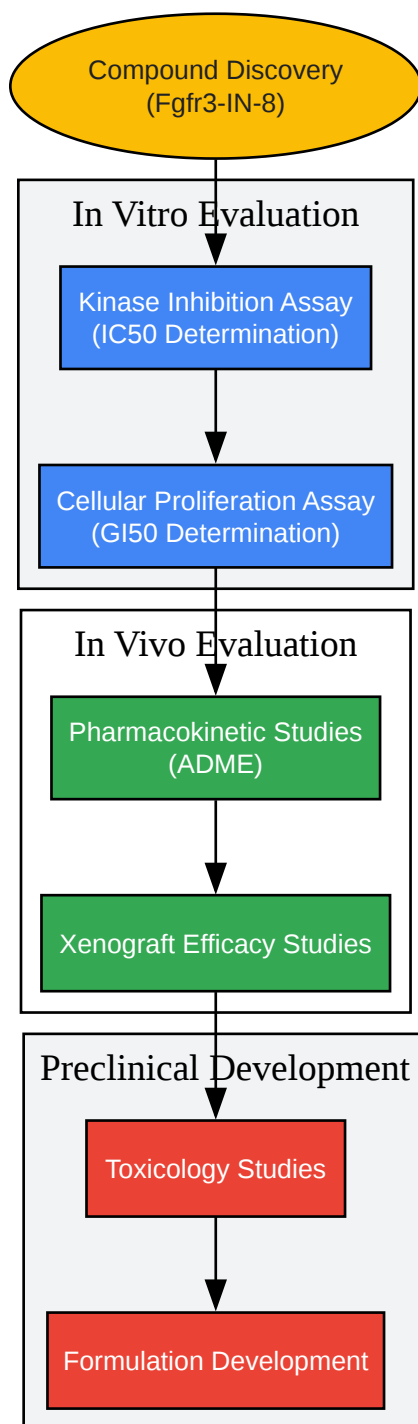 Compound Discovery
(Fgfr3-IN-8)
In Vitro Evaluation
Kinase Inhibition Assay
(IC50 Determination)
Cellular Proliferation Assay
(GI50 Determination)
In Vivo Evaluation
Pharmacokinetic Studies
(ADME)
Xenograft Efficacy Studies
Preclinical Development
Toxicology Studies
Formulation Development